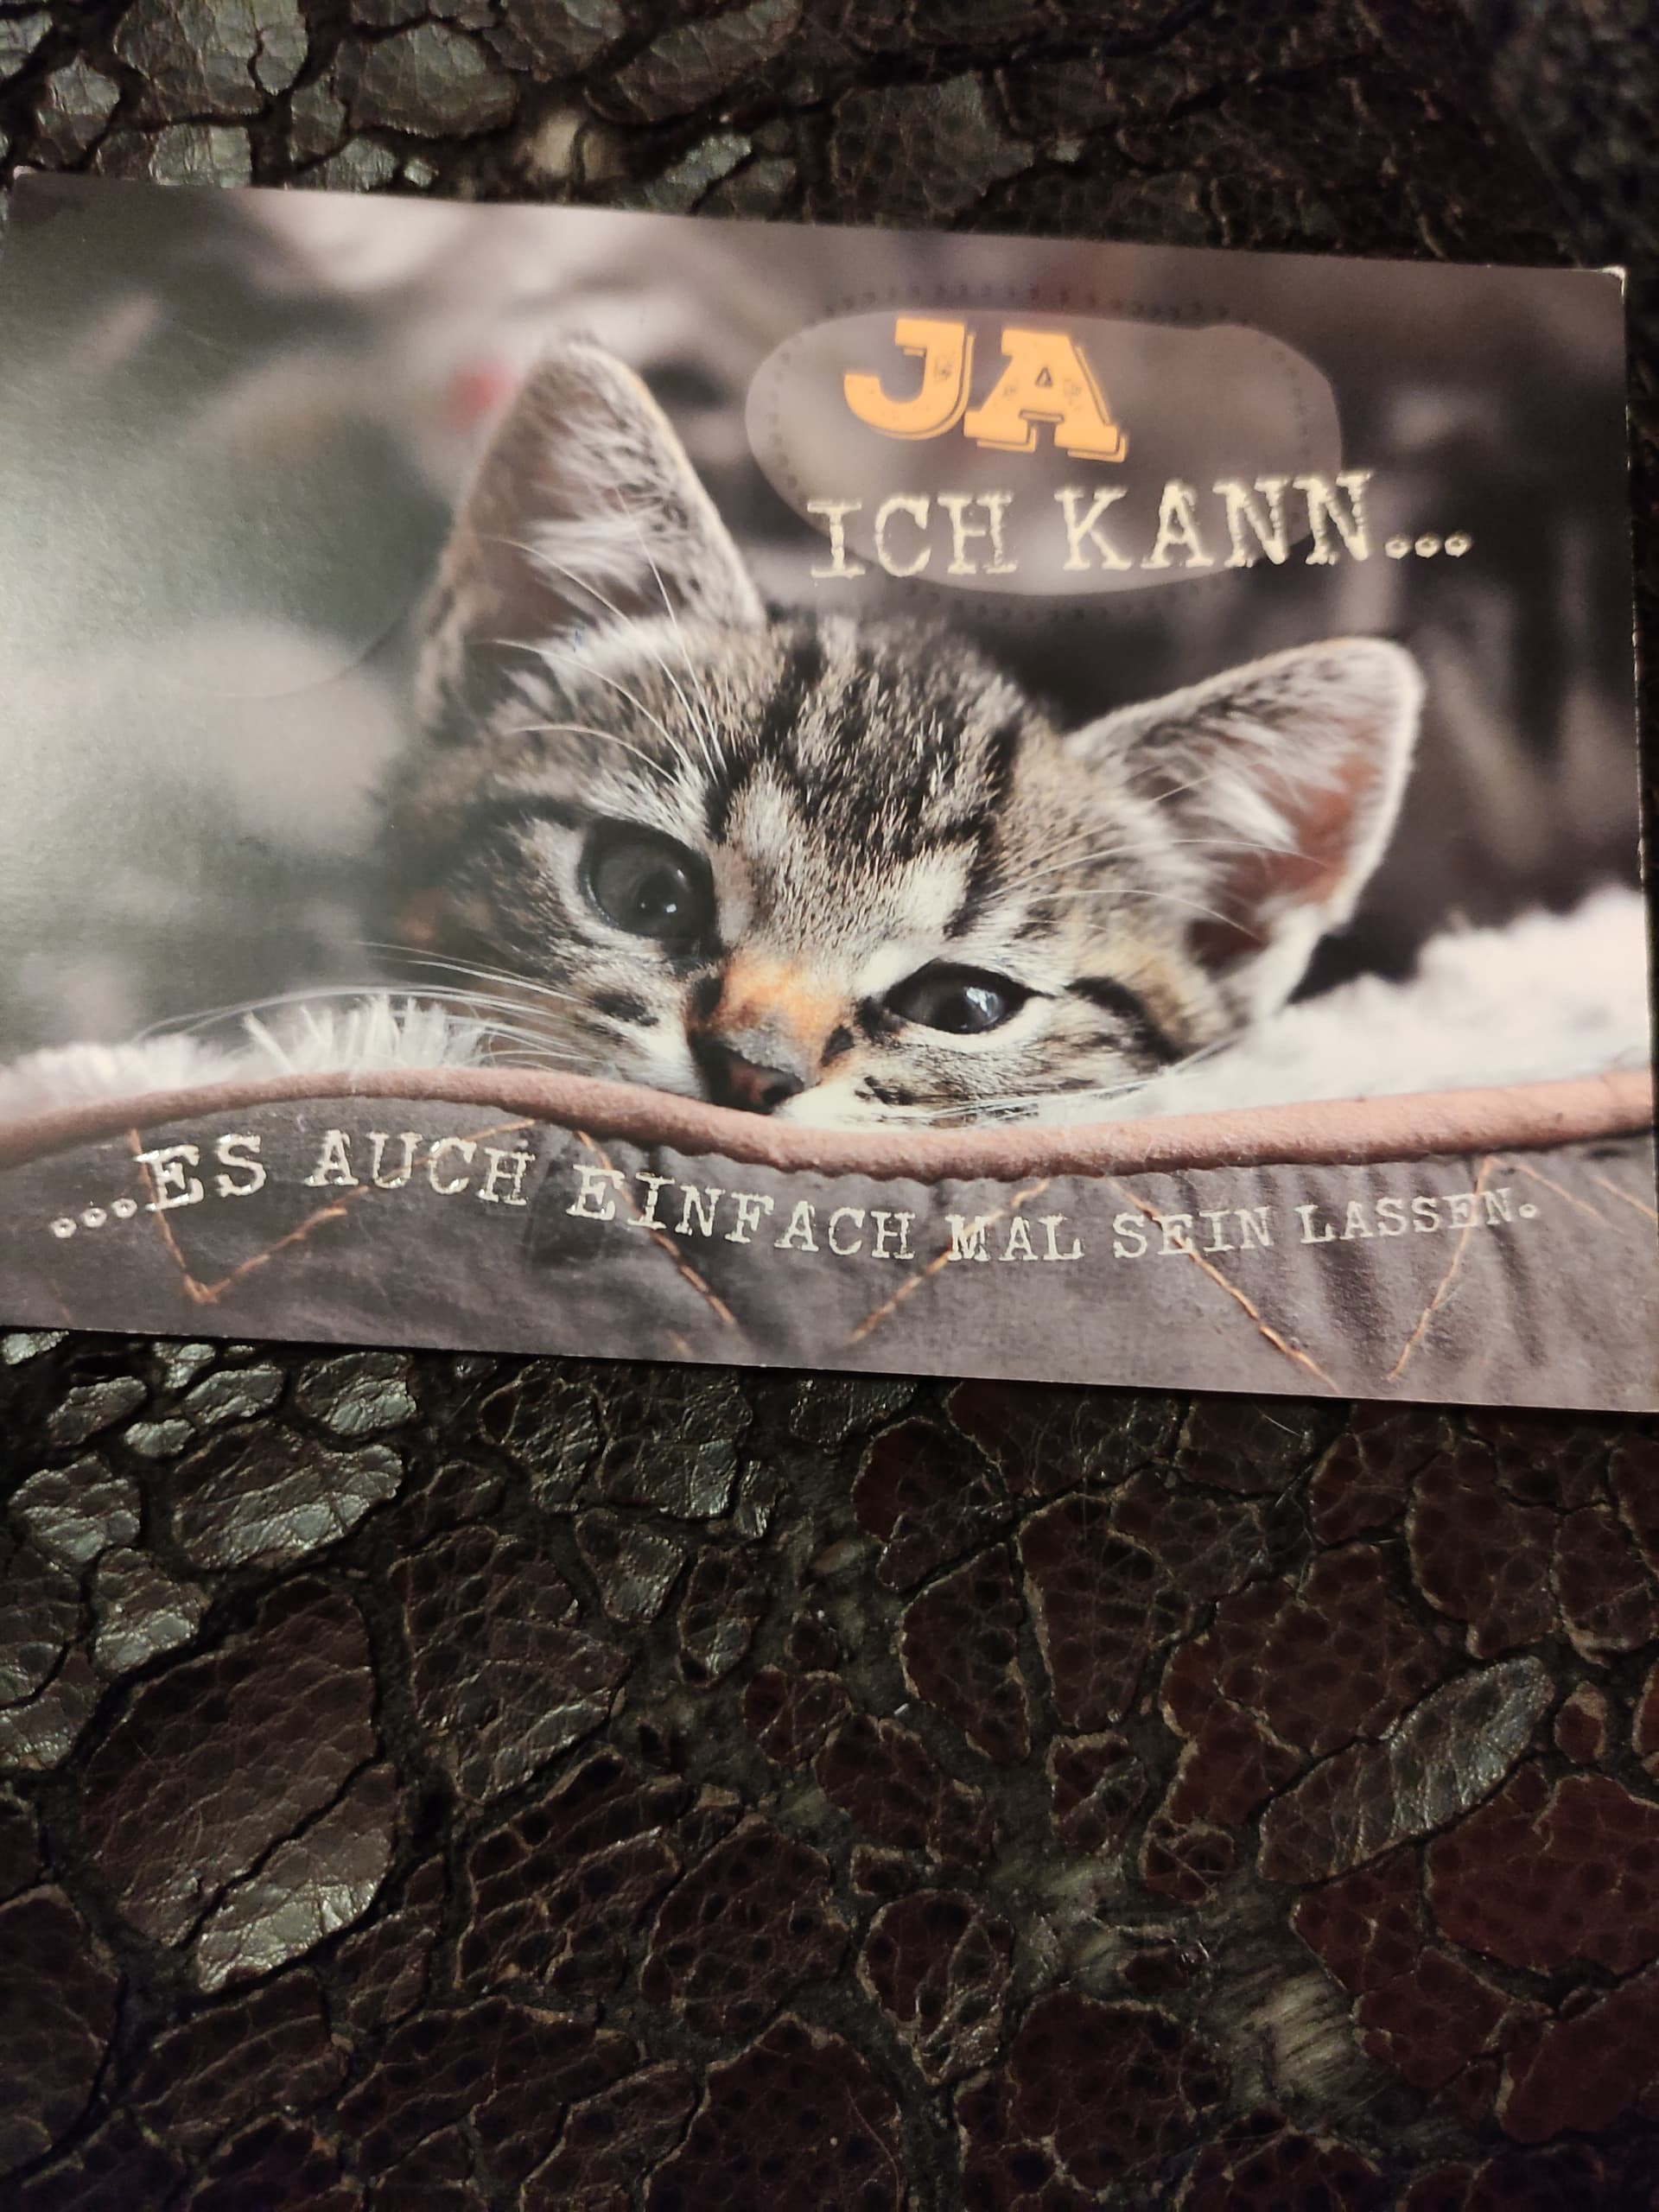 JA
ICH KANN...
...ES AUCH EINFACH MAL SEIN LASSEN.